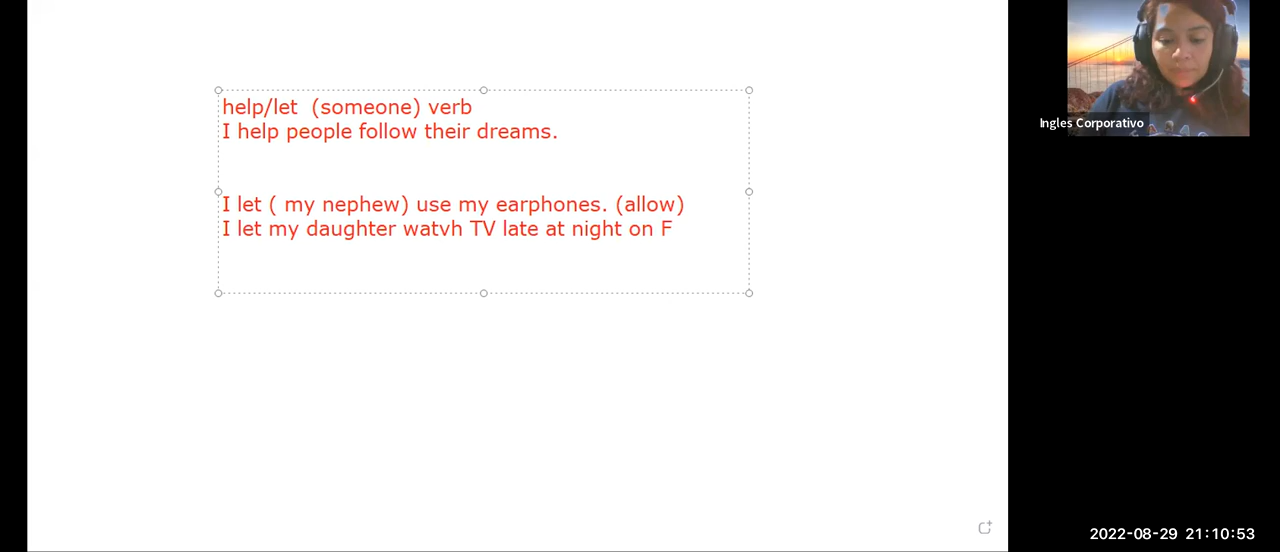 help/let  (someone) verb
I help people follow their dreams.
I let ( my nephew) use my earphones. (allow)
I let my daughter watvh TV late at night on F
Ingles Corporativo
2022-08-29 21:10:53